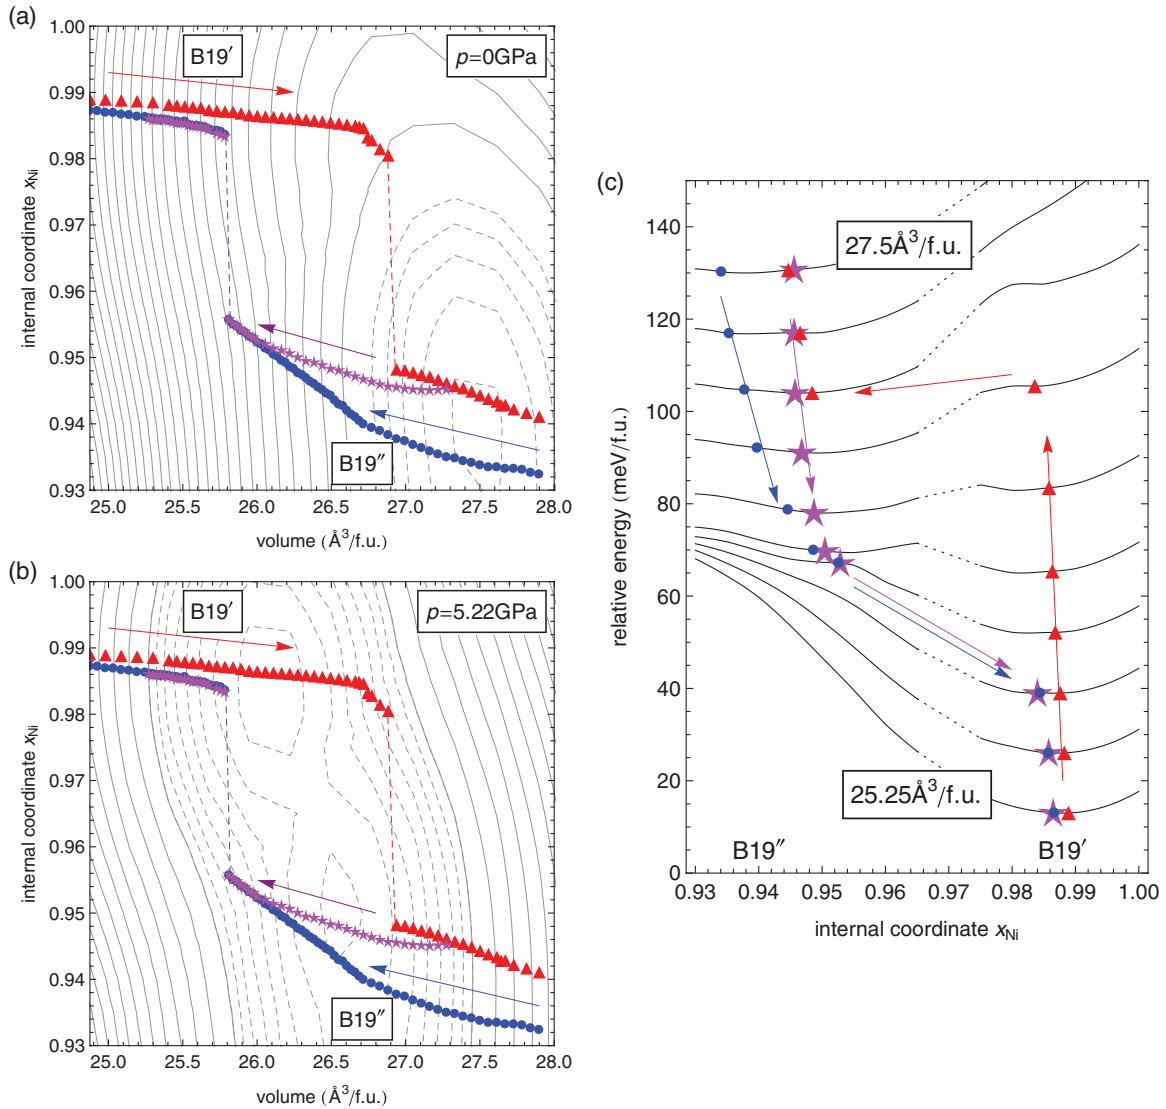 (a)
1.00
0.99
0.98
0.97
0.96
0.95
0.94
0.93
internal coordinate xNi
B19′
p=0GPa
B19″
25.0 25.5 26.0 26.5 27.0 27.5 28.0
volume (Å³/f.u.)
(b)
1.00
0.99
0.98
0.97
0.96
0.95
0.94
0.93
internal coordinate xNi
B19′
p=5.22GPa
B19″
25.0 25.5 26.0 26.5 27.0 27.5 28.0
volume (Å³/f.u.)
(c)
140
120
100
80
60
40
20
0
relative energy (meV/f.u.)
27.5Å³/f.u.
25.25Å³/f.u.
B19″ B19′
0.93 0.94 0.95 0.96 0.97 0.98 0.99 1.00
internal coordinate xNi